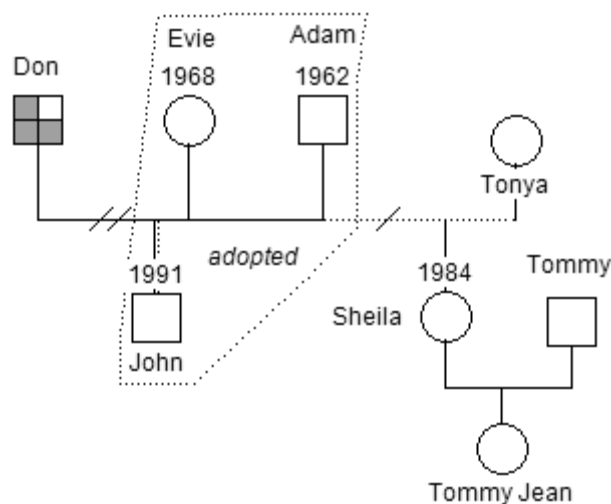 Evie
Adam
Don
1968
1962
Tonya
adopted
1991
1984
Tommy
Sheila
John
Tommy Jean